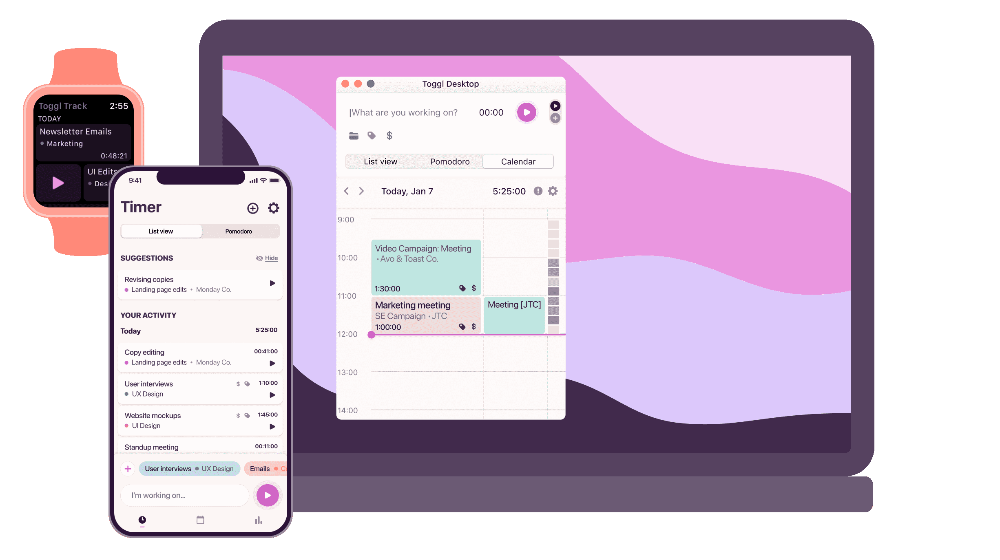 Toggl Track 2:55
TODAY
Newsletter Emails
Marketing
0:48:21
UI Edits
9:41
Timer
List view Pomodoro
SUGGESTIONS Hide
Revising copies
Landing page edits • Monday Co.
YOUR ACTIVITY
Today 5:25:00
Copy editing 00:41:00
Landing page edits • Monday Co.
User interviews $ 1:10:00
UX Design
Website mockups $ 1:45:00
UI Design
Standup meeting 00:11:00
User interviews UX Design Emails
I'm working on...
Toggl Desktop
What are you working on? 00:00
$
List view Pomodoro Calendar
Today, Jan 7 5:25:00
9:00
Video Campaign: Meeting
• Avo & Toast Co.
10:00
1:30:00 $
11:00
Marketing meeting
SE Campaign • JTC
1:00:00 $
Meeting [JTC]
12:00
13:00
14:00